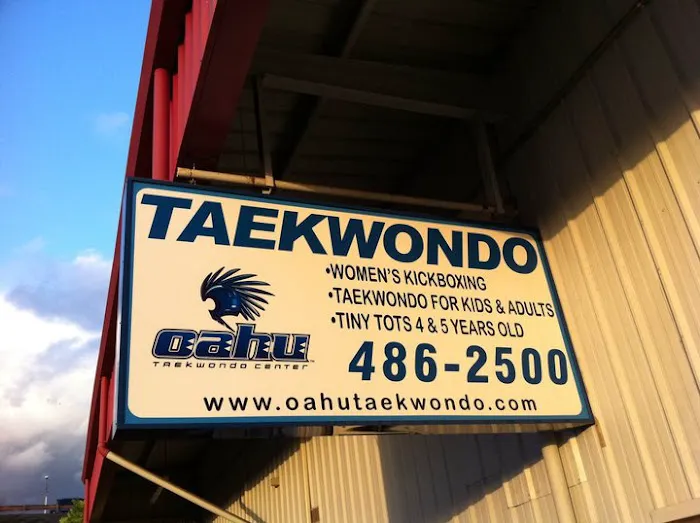 TAEKWONDO
•WOMEN'S KICKBOXING
•TAEKWONDO FOR KIDS & ADULTS
•TINY TOTS 4 & 5 YEARS OLD
oahu™
TAEKWONDO CENTER
486-2500
www.oahutaekwondo.com